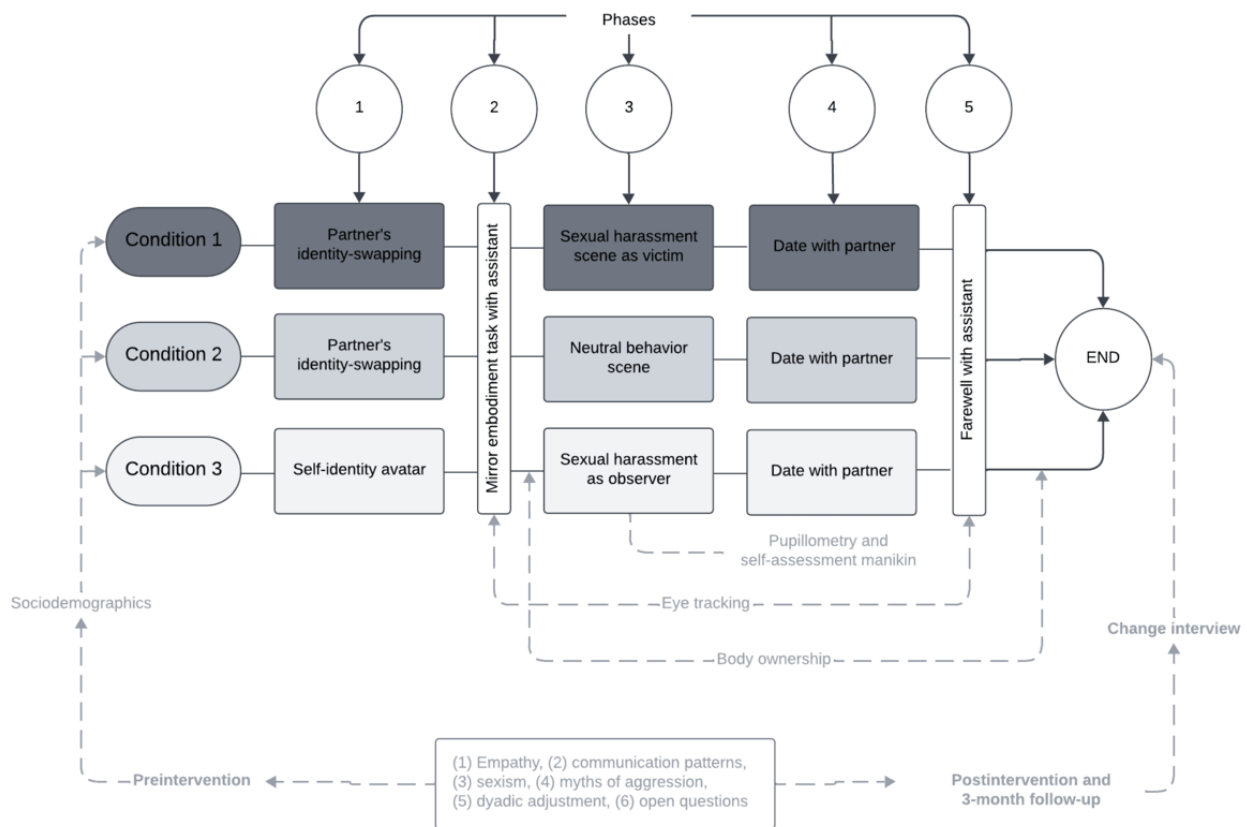 Phases
1
2
3
4
5
Condition 1
Partner's
identity-swapping
Mirror embodiment task with assistant
Sexual harassment
scene as victim
Date with partner
Farewell with assistant
Condition 2
Partner's
identity-swapping
Neutral behavior
scene
Date with partner
END
Condition 3
Self-identity avatar
Sexual harassment
as observer
Date with partner
Pupillometry and
self-assessment manikin
Sociodemographics
Eye tracking
Change interview
Body ownership
Preintervention
(1) Empathy, (2) communication patterns,
(3) sexism, (4) myths of aggression,
(5) dyadic adjustment, (6) open questions
Postintervention and
3-month follow-up